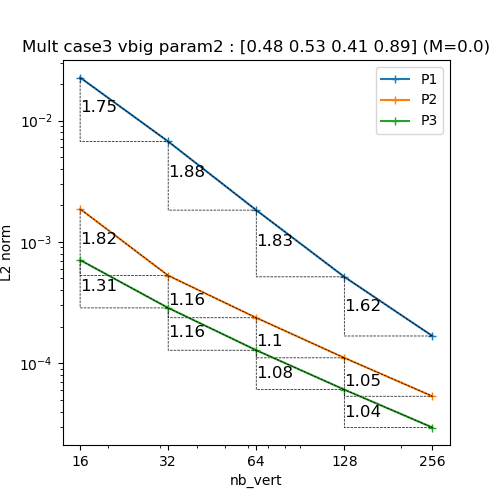 Mult case3 vbig param2 : [0.48 0.53 0.41 0.89] (M=0.0)
P1
P2
P3
L2 norm
10⁻²
10⁻³
10⁻⁴
1.75
1.88
1.83
1.62
1.82
1.16
1.1
1.05
1.31
1.16
1.08
1.04
16 32 64 128 256
nb_vert